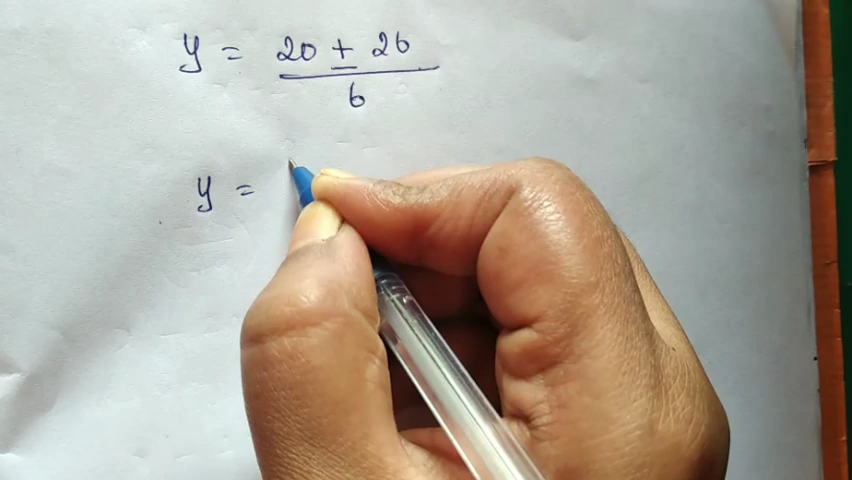 y = 20 ± 26
6
y =